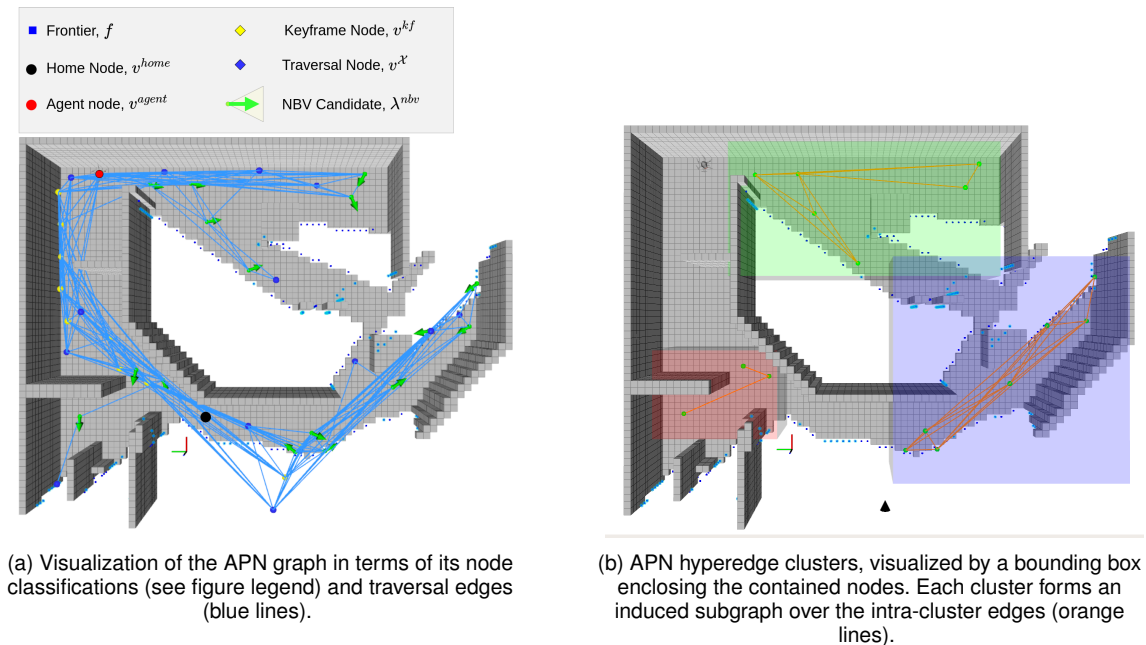 Frontier, f
Keyframe Node, v^{kf}
Home Node, v^{home}
Traversal Node, v^{𝒳}
Agent node, v^{agent}
NBV Candidate, λ^{nbv}
(a) Visualization of the APN graph in terms of its node
classifications (see figure legend) and traversal edges
(blue lines).
(b) APN hyperedge clusters, visualized by a bounding box
enclosing the contained nodes. Each cluster forms an
induced subgraph over the intra-cluster edges (orange
lines).